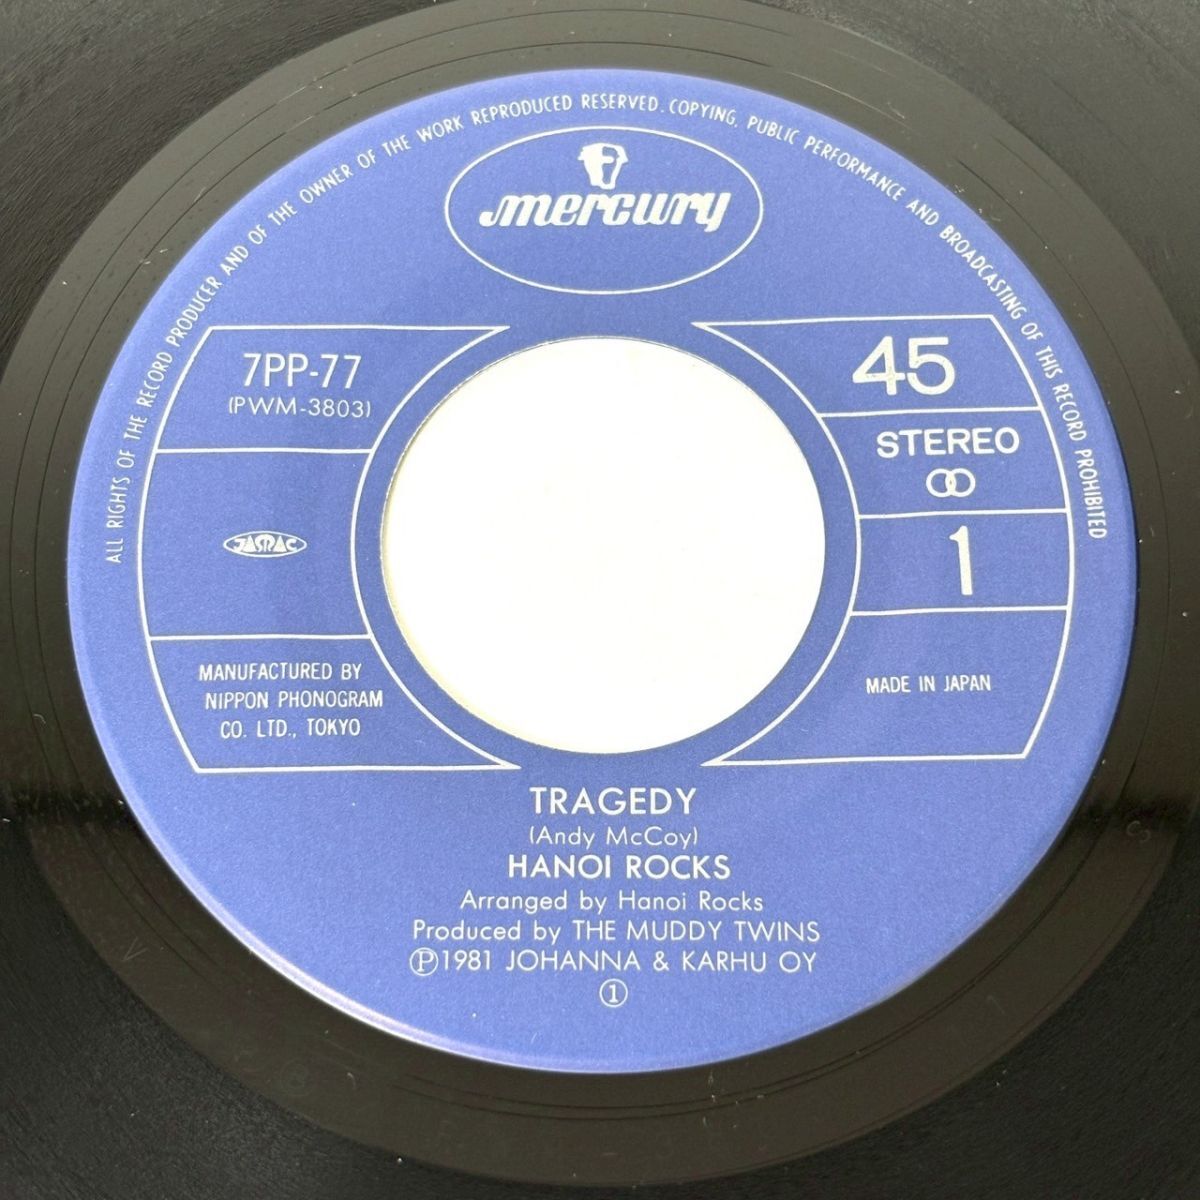 ALL RIGHTS OF THE RECORD PRODUCER AND OF THE OWNER OF THE WORK REPRODUCED RESERVED. COPYING, PUBLIC PERFORMANCE AND BROADCASTING OF THIS RECORD PROHIBITED
mercury
7PP-77
(PWM-3803)
45
STEREO
JASRAC
1
MANUFACTURED BY
NIPPON PHONOGRAM
CO. LTD., TOKYO
MADE IN JAPAN
TRAGEDY
(Andy McCoy)
HANOI ROCKS
Arranged by Hanoi Rocks
Produced by THE MUDDY TWINS
Ⓟ1981 JOHANNA & KARHU OY
①